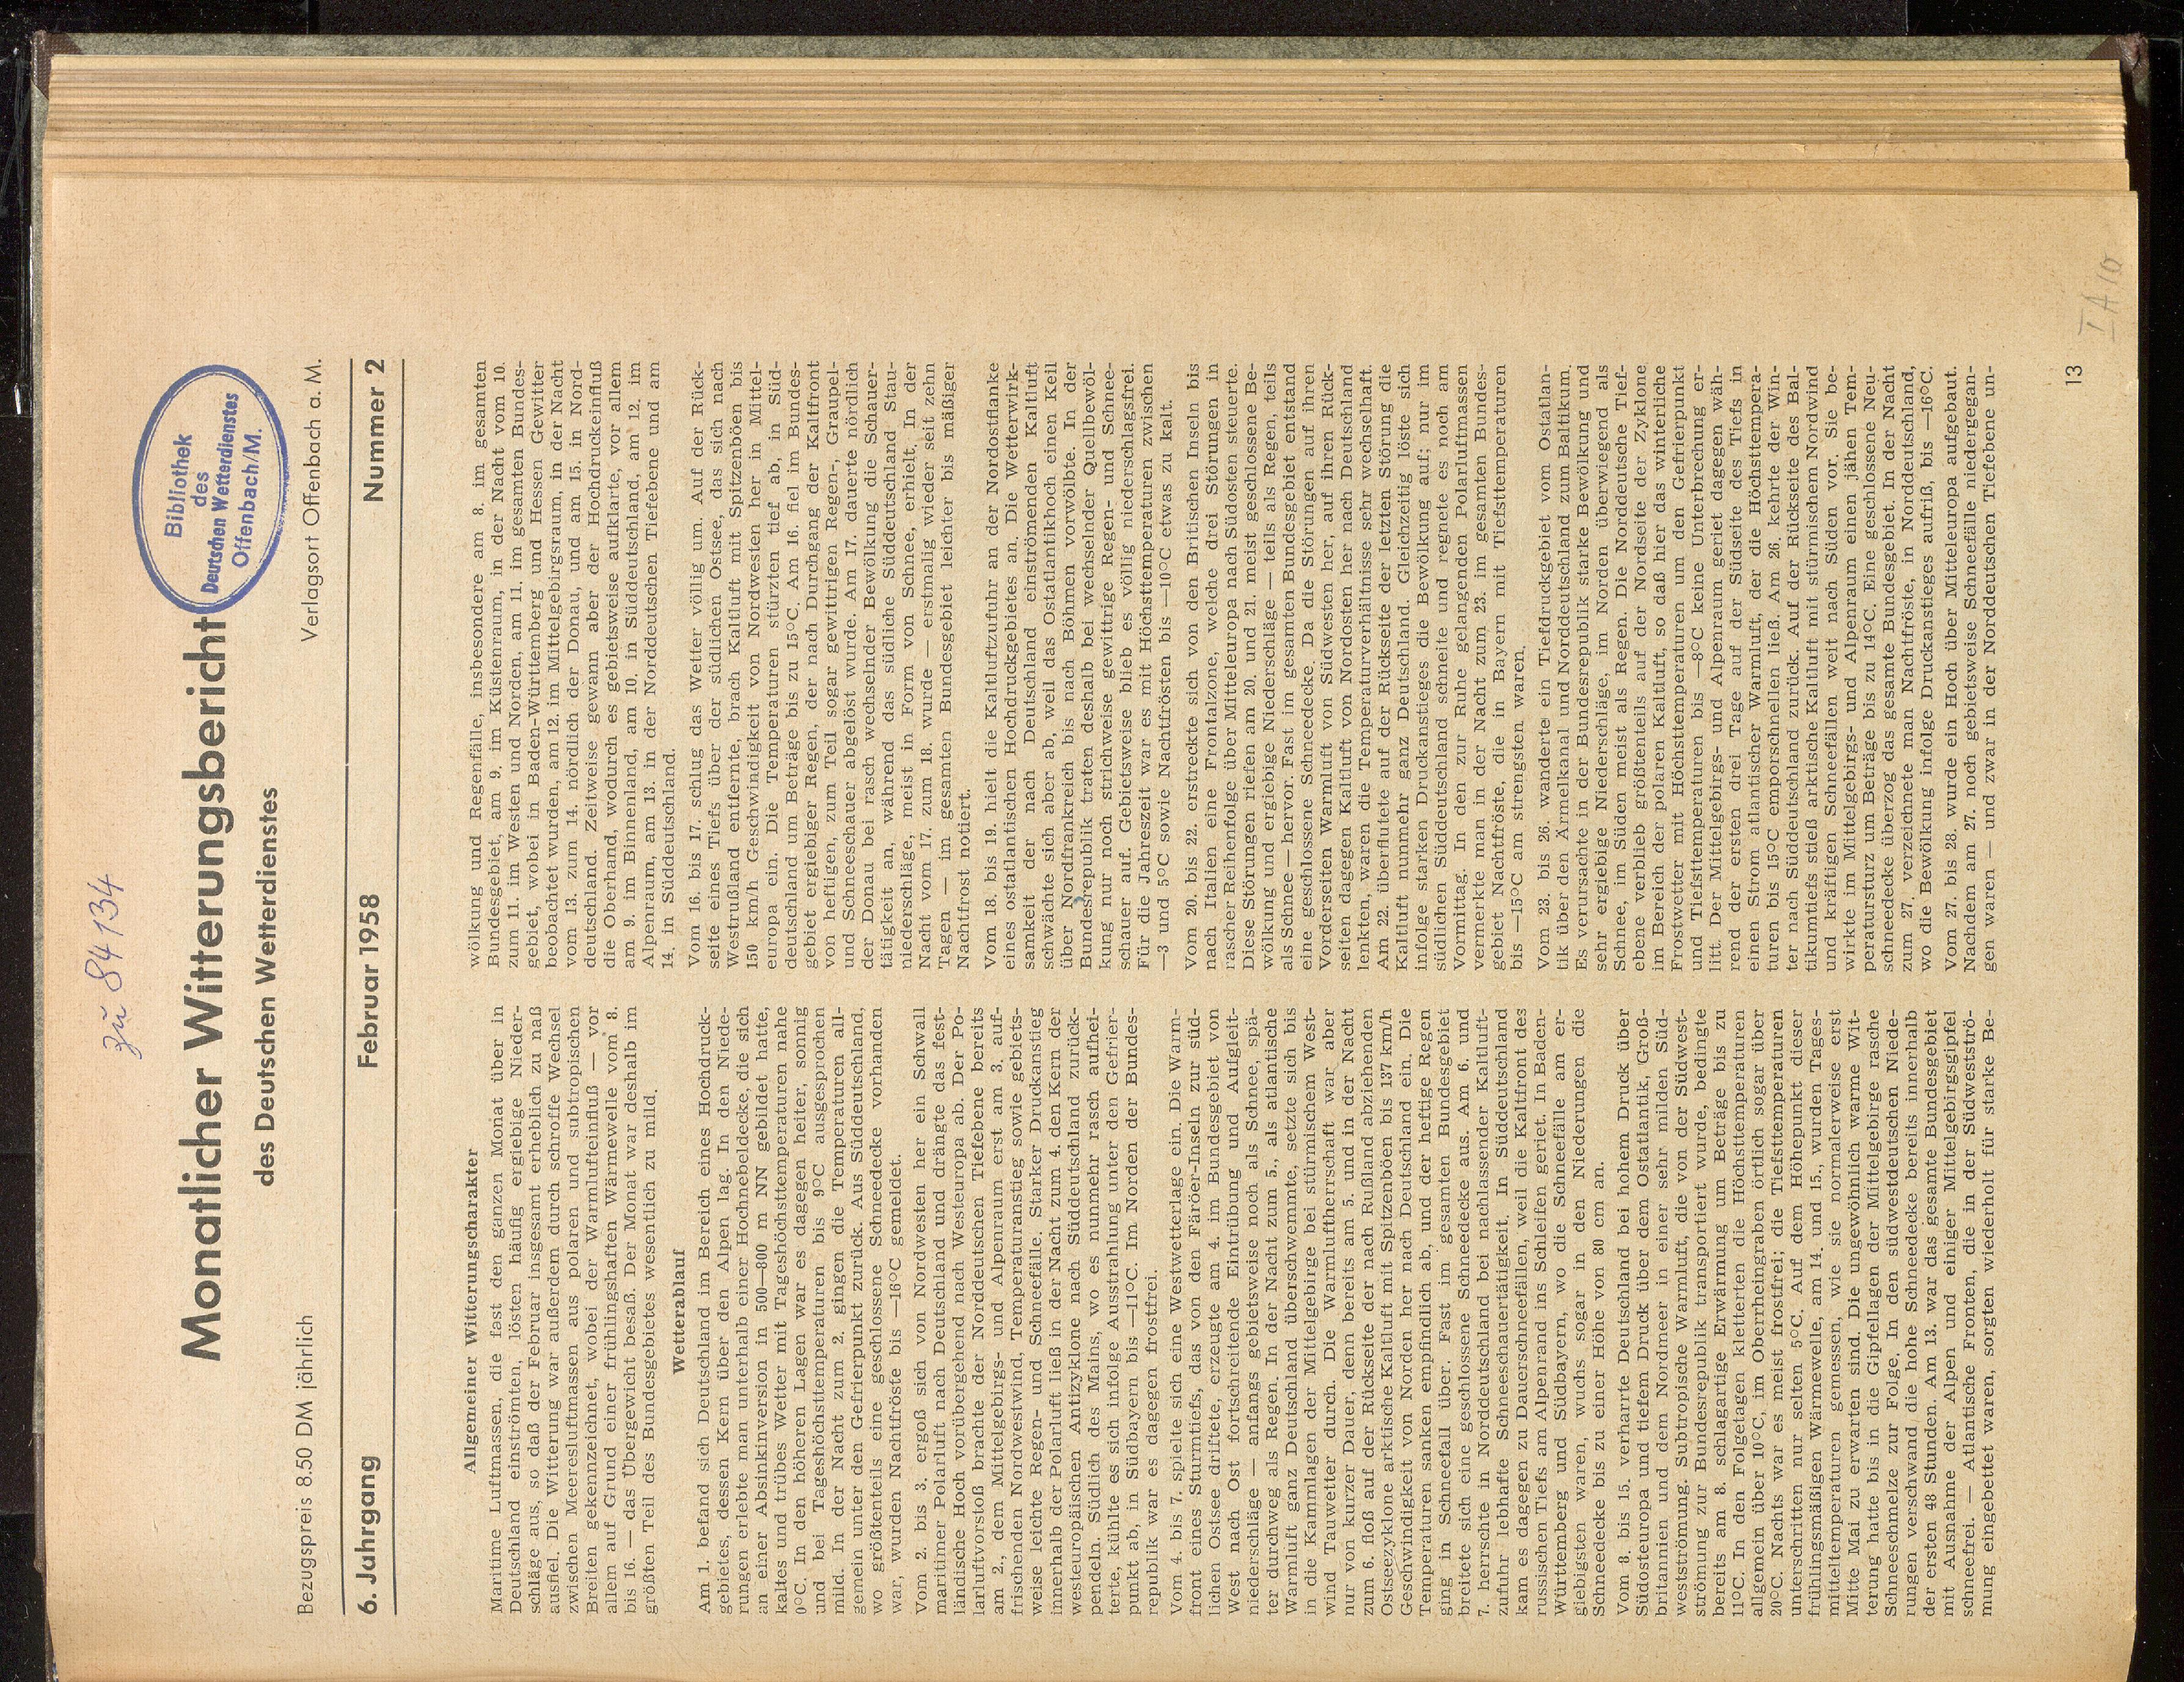 zu 84 134
Bibliothek
des
Deutschen Wetterdienstes
Offenbach/M.
Monatlicher Witterungsbericht
des Deutschen Wetterdienstes
Bezugspreis 8.50 DM jährlich
Verlagsort Offenbach a. M.
6. Jahrgang
Februar 1958
Nummer 2
Allgemeiner Witterungscharakter
Maritime Luftmassen, die fast den ganzen Monat über in
Deutschland einströmten, lösten häufig ergiebige Nieder-
schläge aus, so daß der Februar insgesamt erheblich zu naß
ausfiel. Die Witterung war außerdem durch schroffe Wechsel
zwischen Meeresluftmassen aus polaren und subtropischen
Breiten gekennzeichnet, wobei der Warmlufteinfluß — vor
allem auf Grund einer frühlingshaften Wärmewelle vom 8.
bis 16. — das Übergewicht besaß. Der Monat war deshalb im
größten Teil des Bundesgebietes wesentlich zu mild.
Wetterablauf
Am 1. befand sich Deutschland im Bereich eines Hochdruck-
gebietes, dessen Kern über den Alpen lag. In den Niede-
rungen erlebte man unterhalb einer Hochnebeldecke, die sich
an einer Absinkinversion in 500—800 m NN gebildet hatte,
kaltes und trübes Wetter mit Tageshöchsttemperaturen nahe
0°C. In den höheren Lagen war es dagegen heiter, sonnig
und bei Tageshöchsttemperaturen bis 9°C ausgesprochen
mild. In der Nacht zum 2. gingen die Temperaturen all-
gemein unter den Gefrierpunkt zurück. Aus Süddeutschland,
wo größtenteils eine geschlossene Schneedecke vorhanden
war, wurden Nachtfröste bis —16°C gemeldet.
Vom 2. bis 3. ergoß sich von Nordwesten her ein Schwall
maritimer Polarluft nach Deutschland und drängte das fest-
ländische Hoch vorübergehend nach Westeuropa ab. Der Po-
larluftvorstoß brachte der Norddeutschen Tiefebene bereits
am 2., dem Mittelgebirgs- und Alpenraum erst am 3. auf-
frischenden Nordwestwind, Temperaturanstieg sowie gebiets-
weise leichte Regen- und Schneefälle. Starker Druckanstieg
innerhalb der Polarluft ließ in der Nacht zum 4. den Kern der
westeuropäischen Antizyklone nach Süddeutschland zurück-
pendeln. Südlich des Mains, wo es nunmehr rasch aufhei-
terte, kühlte es sich infolge Ausstrahlung unter den Gefrier-
punkt ab, in Südbayern bis —11°C. Im Norden der Bundes-
republik war es dagegen frostfrei.
Vom 4. bis 7. spielte sich eine Westwetterlage ein. Die Warm-
front eines Sturmtiefs, das von den Färöer-Inseln zur süd-
lichen Ostsee driftete, erzeugte am 4. im Bundesgebiet von
West nach Ost fortschreitende Eintrübung und Aufgleit-
niederschläge — anfangs gebietsweise noch als Schnee, spä-
ter durchweg als Regen. In der Nacht zum 5., als atlantische
Warmluft ganz Deutschland überschwemmte, setzte sich bis
in die Kammlagen der Mittelgebirge bei stürmischem West-
wind Tauwetter durch. Die Warmluftherrschaft war aber
nur von kurzer Dauer, denn bereits am 5. und in der Nacht
zum 6. floß auf der Rückseite der nach Rußland abziehenden
Ostseezyklone arktische Kaltluft mit Spitzenböen bis 137 km/h
Geschwindigkeit von Norden her nach Deutschland ein. Die
Temperaturen sanken empfindlich ab, und der heftige Regen
ging in Schneefall über. Fast im gesamten Bundesgebiet
breitete sich eine geschlossene Schneedecke aus. Am 6. und
7. herrschte in Norddeutschland bei nachlassender Kaltluft-
zufuhr lebhafte Schneeschauertätigkeit. In Süddeutschland
kam es dagegen zu Dauerschneefällen, weil die Kaltfront des
russischen Tiefs am Alpenrand ins Schleifen geriet. In Baden-
Württemberg und Südbayern, wo die Schneefälle am er-
giebigsten waren, wuchs sogar in den Niederungen die
Schneedecke bis zu einer Höhe von 80 cm an.
Vom 8. bis 15. verharrte Deutschland bei hohem Druck über
Südosteuropa und tiefem Druck über dem Ostatlantik, Groß-
britannien und dem Nordmeer in einer sehr milden Süd-
westströmung. Subtropische Warmluft, die von der Südwest-
strömung zur Bundesrepublik transportiert wurde, bedingte
bereits am 8. schlagartige Erwärmung um Beträge bis zu
11°C. In den Folgetagen kletterten die Höchsttemperaturen
allgemein über 10°C, im Oberrheingraben örtlich sogar über
20°C. Nachts war es meist frostfrei; die Tiefsttemperaturen
unterschritten nur selten 5°C. Auf dem Höhepunkt dieser
frühlingsmäßigen Wärmewelle, am 14. und 15., wurden Tages-
mitteltemperaturen gemessen, wie sie normalerweise erst
Mitte Mai zu erwarten sind. Die ungewöhnlich warme Wit-
terung hatte bis in die Gipfellagen der Mittelgebirge rasche
Schneeschmelze zur Folge. In den südwestdeutschen Niede-
rungen verschwand die hohe Schneedecke bereits innerhalb
der ersten 48 Stunden. Am 13. war das gesamte Bundesgebiet
mit Ausnahme der Alpen und einiger Mittelgebirgsgipfel
schneefrei. — Atlantische Fronten, die in der Südweströ-
mung eingebettet waren, sorgten wiederholt für starke Be-
wölkung und Regenfälle, insbesondere am 8. im gesamten
Bundesgebiet, am 9. im Küstenraum, in der Nacht vom 10.
zum 11. im Westen und Norden, am 11. im gesamten Bundes-
gebiet, wobei in Baden-Württemberg und Hessen Gewitter
beobachtet wurden, am 12. im Mittelgebirgsraum, in der Nacht
vom 13. zum 14. nördlich der Donau, und am 15. in Nord-
deutschland. Zeitweise gewann aber der Hochdruckeinfluß
die Oberhand, wodurch es gebietsweise aufklarte, vor allem
am 9. im Binnenland, am 10. in Süddeutschland, am 12. im
Alpenraum, am 13. in der Norddeutschen Tiefebene und am
14. in Süddeutschland.
Vom 16. bis 17. schlug das Wetter völlig um. Auf der Rück-
seite eines Tiefs über der südlichen Ostsee, das sich nach
Westrußland entfernte, brach Kaltluft mit Spitzenböen bis
150 km/h Geschwindigkeit von Nordwesten her in Mittel-
europa ein. Die Temperaturen stürzten tief ab, in Süd-
deutschland um Beträge bis zu 15°C. Am 16. fiel im Bundes-
gebiet ergiebiger Regen, der nach Durchgang der Kaltfront
von heftigen, zum Teil sogar gewittrigen Regen-, Graupel-
und Schneeschauer abgelöst wurde. Am 17. dauerte nördlich
der Donau bei rasch wechselnder Bewölkung die Schauer-
tätigkeit an, während das südliche Süddeutschland Stau-
niederschläge, meist in Form von Schnee, erhielt. In der
Nacht vom 17. zum 18. wurde — erstmalig wieder seit zehn
Tagen — im gesamten Bundesgebiet leichter bis mäßiger
Nachtfrost notiert.
Vom 18. bis 19. hielt die Kaltluftzufuhr an der Nordostflanke
eines ostatlantischen Hochdruckgebietes an. Die Wetterwirk-
samkeit der nach Deutschland einströmenden Kaltluft
schwächte sich aber ab, weil das Ostatlantikhoch einen Keil
über Nordfrankreich bis nach Böhmen vorwölbte. In der
Bundesrepublik traten deshalb bei wechselnder Quellbewöl-
kung nur noch strichweise gewittrige Regen- und Schnee-
schauer auf. Gebietsweise blieb es völlig niederschlagsfrei.
Für die Jahreszeit war es mit Höchsttemperaturen zwischen
—3 und 5°C sowie Nachtfrösten bis —10°C etwas zu kalt.
Vom 20. bis 22. erstreckte sich von den Britischen Inseln bis
nach Italien eine Frontalzone, welche drei Störungen in
rascher Reihenfolge über Mitteleuropa nach Südosten steuerte.
Diese Störungen riefen am 20. und 21. meist geschlossene Be-
wölkung und ergiebige Niederschläge — teils als Regen, teils
als Schnee — hervor. Fast im gesamten Bundesgebiet entstand
eine geschlossene Schneedecke. Da die Störungen auf ihren
Vorderseiten Warmluft von Südwesten her, auf ihren Rück-
seiten dagegen Kaltluft von Nordosten her nach Deutschland
lenkten, waren die Temperaturverhältnisse sehr wechselhaft.
Am 22. überflutete auf der Rückseite der letzten Störung die
Kaltluft nunmehr ganz Deutschland. Gleichzeitig löste sich
infolge starken Druckanstieges die Bewölkung auf; nur im
südlichen Süddeutschland schneite und regnete es noch am
Vormittag. In den zur Ruhe gelangenden Polarluftmassen
vermerkte man in der Nacht zum 23. im gesamten Bundes-
gebiet Nachtfröste, die in Bayern mit Tiefsttemperaturen
bis —15°C am strengsten waren.
Vom 23. bis 26. wanderte ein Tiefdruckgebiet vom Ostatlan-
tik über den Ärmelkanal und Norddeutschland zum Baltikum.
Es verursachte in der Bundesrepublik starke Bewölkung und
sehr ergiebige Niederschläge, im Norden überwiegend als
Schnee, im Süden meist als Regen. Die Norddeutsche Tief-
ebene verblieb größtenteils auf der Nordseite der Zyklone
im Bereich der polaren Kaltluft, so daß hier das winterliche
Frostwetter mit Höchsttemperaturen um den Gefrierpunkt
und Tiefsttemperaturen bis —8°C keine Unterbrechung er-
litt. Der Mittelgebirgs- und Alpenraum geriet dagegen wäh-
rend der ersten drei Tage auf der Südseite des Tiefs in
einen Strom atlantischer Warmluft, der die Höchsttempera-
turen bis 15°C emporschnellen ließ. Am 26. kehrte der Win-
ter nach Süddeutschland zurück. Auf der Rückseite des Bal-
tikumtiefs stieß arktische Kaltluft mit stürmischem Nordwind
und kräftigen Schneefällen weit nach Süden vor. Sie be-
wirkte im Mittelgebirgs- und Alpenraum einen jähen Tem-
peratursturz um Beträge bis zu 14°C. Eine geschlossene Neu-
schneedecke überzog das gesamte Bundesgebiet. In der Nacht
zum 27. verzeichnete man Nachtfröste, in Norddeutschland,
wo die Bewölkung infolge Druckanstieges aufriß, bis —16°C.
Vom 27. bis 28. wurde ein Hoch über Mitteleuropa aufgebaut.
Nachdem am 27. noch gebietsweise Schneefälle niedergegan-
gen waren — und zwar in der Norddeutschen Tiefebene un-
13
I A 10